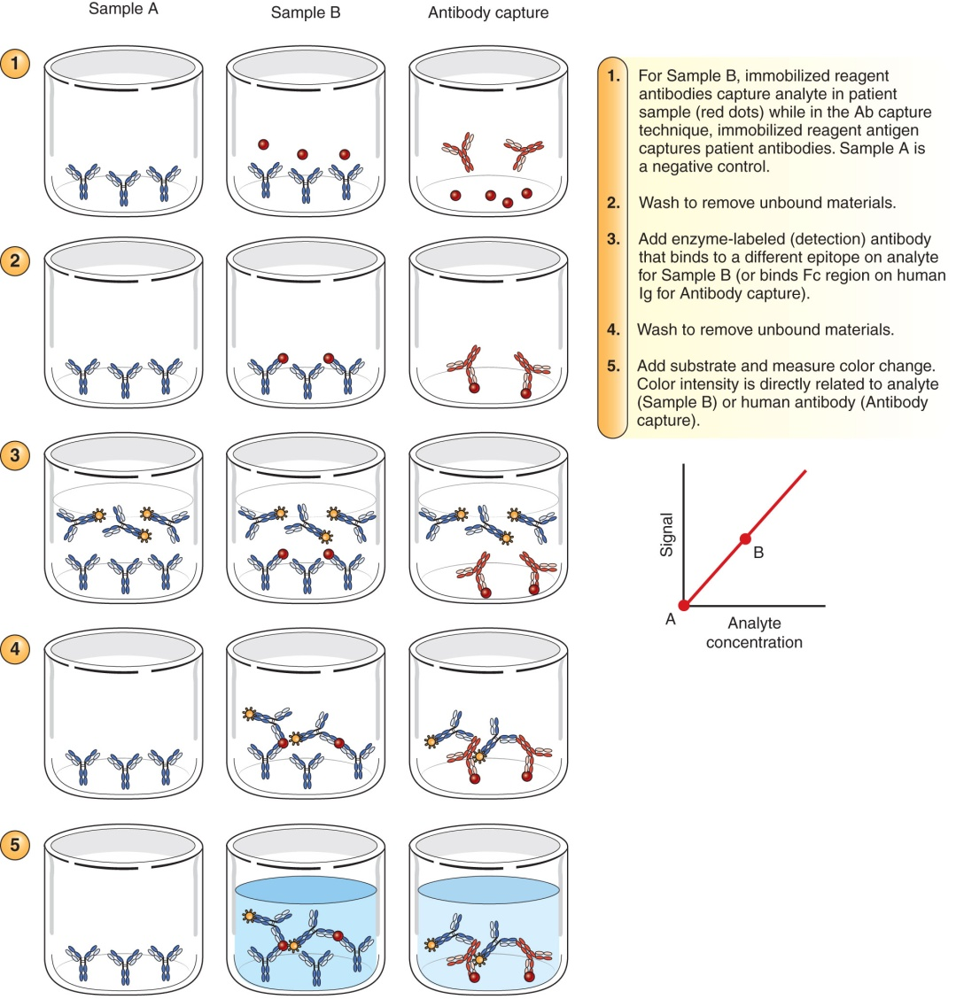 Sample A
Sample B
Antibody capture
1
2
3
4
5
1. For Sample B, immobilized reagent
antibodies capture analyte in patient
sample (red dots) while in the Ab capture
technique, immobilized reagent antigen
captures patient antibodies. Sample A is
a negative control.
2. Wash to remove unbound materials.
3. Add enzyme-labeled (detection) antibody
that binds to a different epitope on analyte
for Sample B (or binds Fc region on human
Ig for Antibody capture).
4. Wash to remove unbound materials.
5. Add substrate and measure color change.
Color intensity is directly related to analyte
(Sample B) or human antibody (Antibody
capture).
Signal
B
A
Analyte
concentration